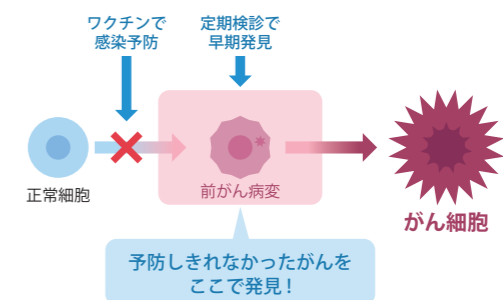 ワクチンで
感染予防
定期検診で
早期発見
正常細胞
前がん病変
がん細胞
予防しきれなかったがんを
ここで発見！